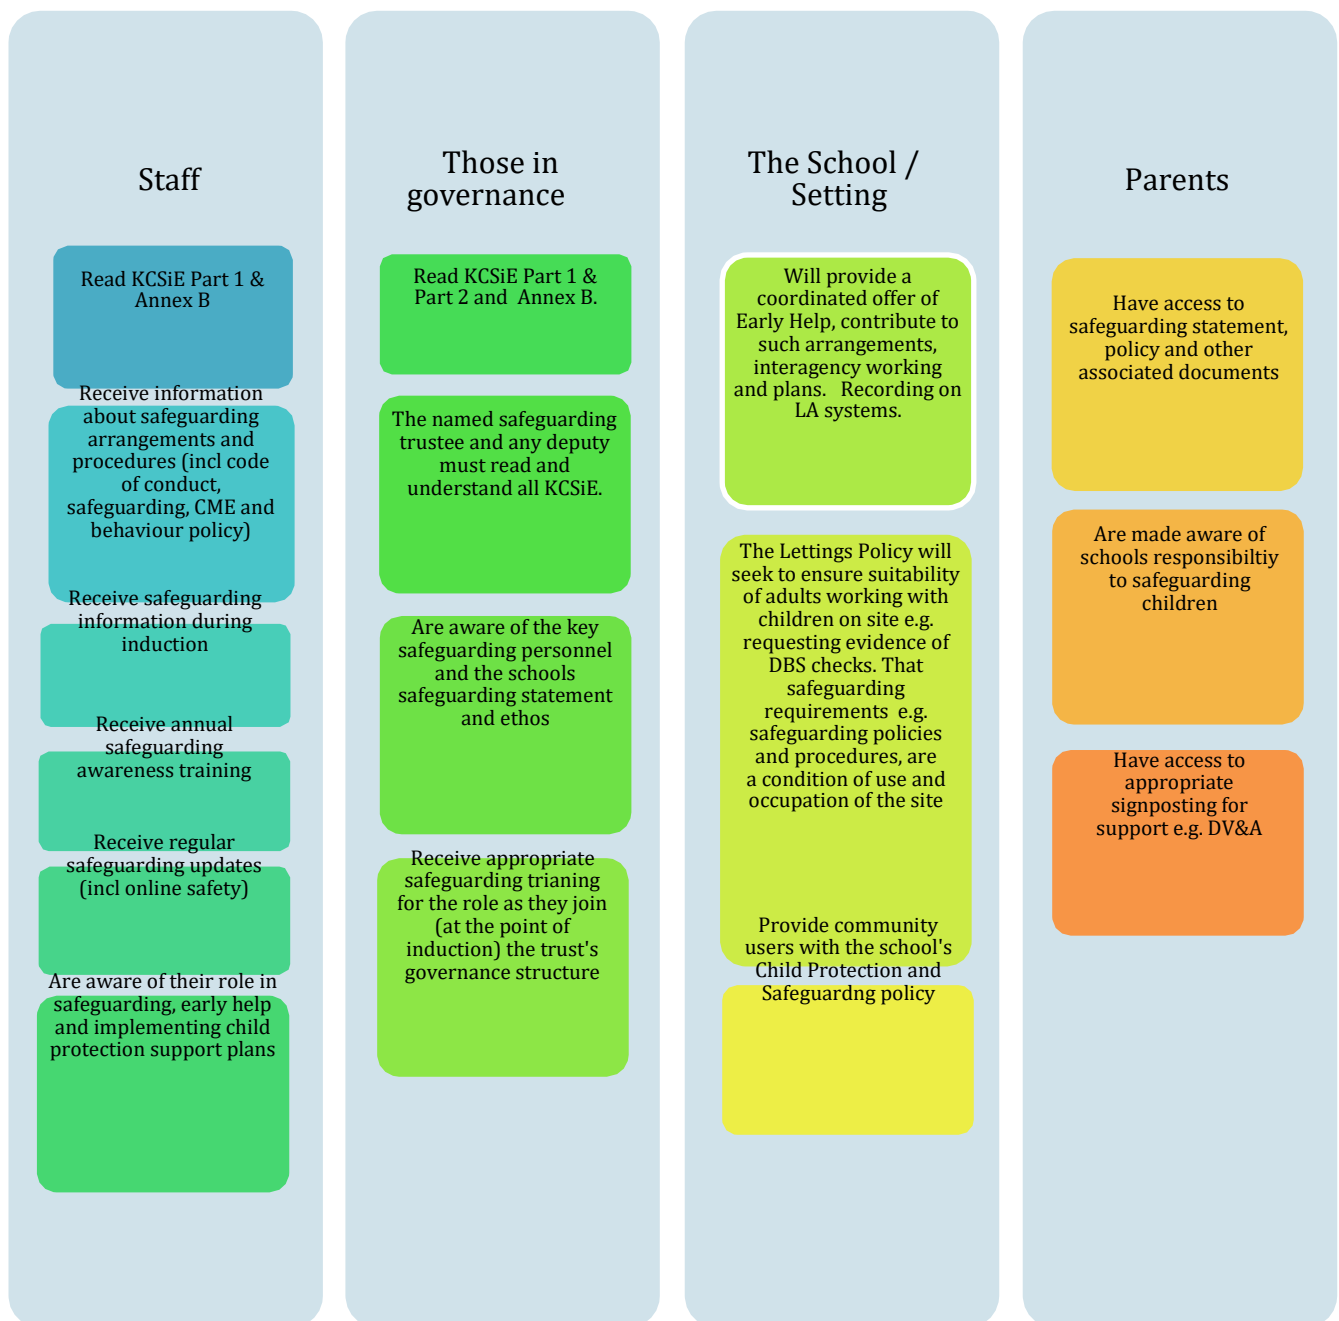 Staff
Read KCSiE Part 1 &
Annex B
Receive information
about safeguarding
arrangements and
procedures (incl code
of conduct,
safeguarding, CME and
behaviour policy)
Receive safeguarding
information during
induction
Receive annual
safeguarding
awareness training
Receive regular
safeguarding updates
(incl online safety)
Are aware of their role in
safeguarding, early help
and implementing child
protection support plans
Those in
governance
Read KCSiE Part 1 &
Part 2 and Annex B.
The named safeguarding
trustee and any deputy
must read and
understand all KCSiE.
Are aware of the key
safeguarding personnel
and the schools
safeguarding statement
and ethos
Receive appropriate
safeguarding trianing
for the role as they join
(at the point of
induction) the trust's
governance structure
The School /
Setting
Will provide a
coordinated offer of
Early Help, contribute to
such arrangements,
interagency working
and plans. Recording on
LA systems.
The Lettings Policy will
seek to ensure suitability
of adults working with
children on site e.g.
requesting evidence of
DBS checks. That
safeguarding
requirements e.g.
safeguarding policies
and procedures, are
a condition of use and
occupation of the site
Provide community
users with the school's
Child Protection and
Safeguardng policy
Parents
Have access to
safeguarding statement,
policy and other
associated documents
Are made aware of
schools responsibiltiy
to safeguarding
children
Have access to
appropriate
signposting for
support e.g. DV&A